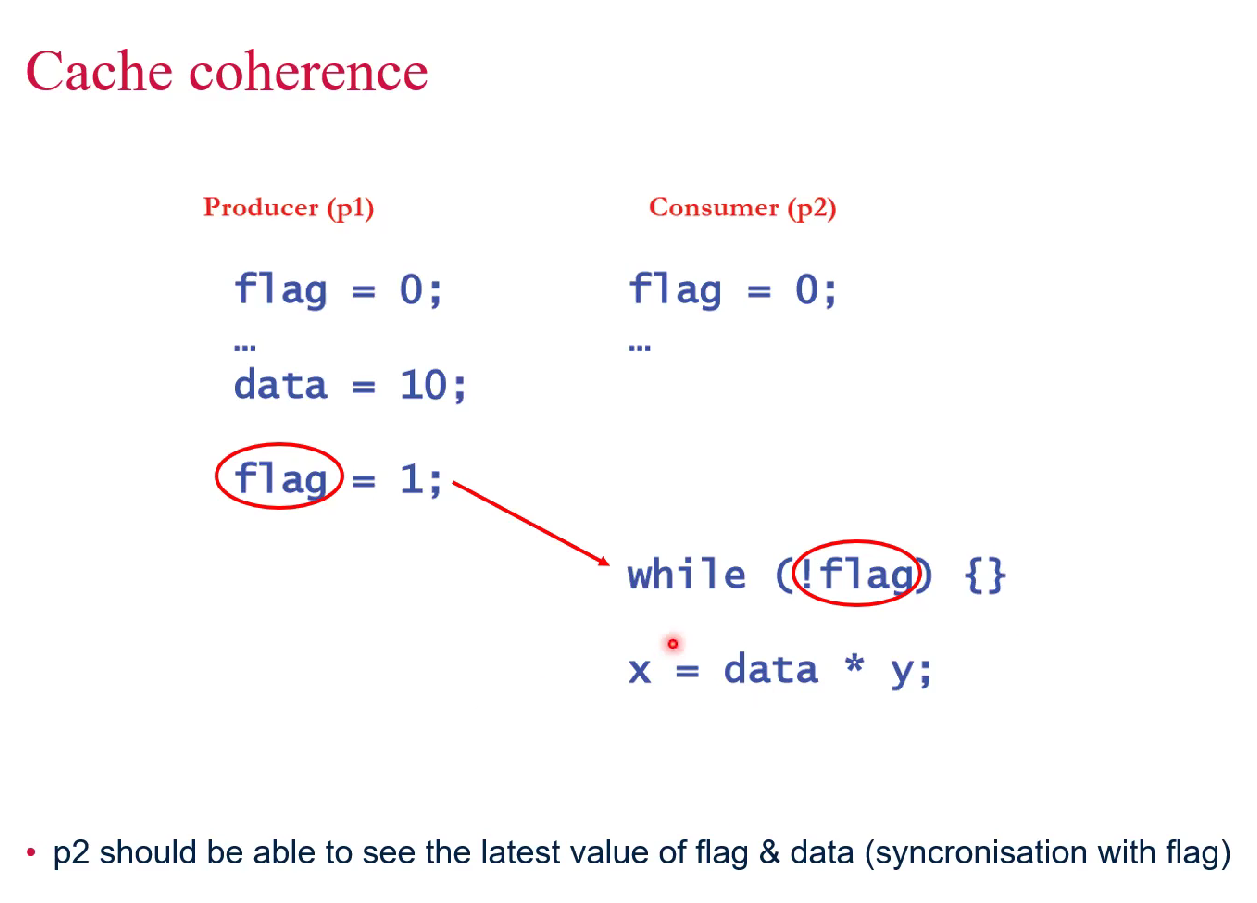 Cache coherence
Producer (p1)
flag = 0;
…
data = 10;
flag = 1;
Consumer (p2)
flag = 0;
…
while (!flag) {}
x = data * y;
• p2 should be able to see the latest value of flag & data (syncronisation with flag)